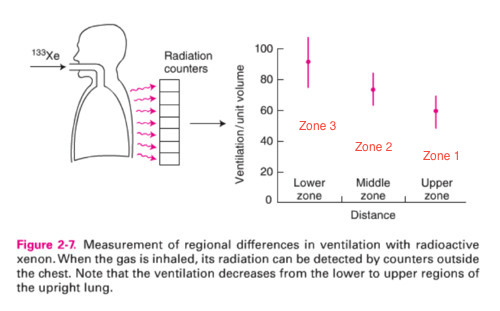 133Xe
Radiation
counters
Ventilation/unit volume
100
80
60
40
20
0
Zone 3
Zone 2
Zone 1
Lower
zone
Middle
zone
Upper
zone
Distance
Figure 2-7. Measurement of regional differences in ventilation with radioactive
xenon. When the gas is inhaled, its radiation can be detected by counters outside
the chest. Note that the ventilation decreases from the lower to upper regions of
the upright lung.